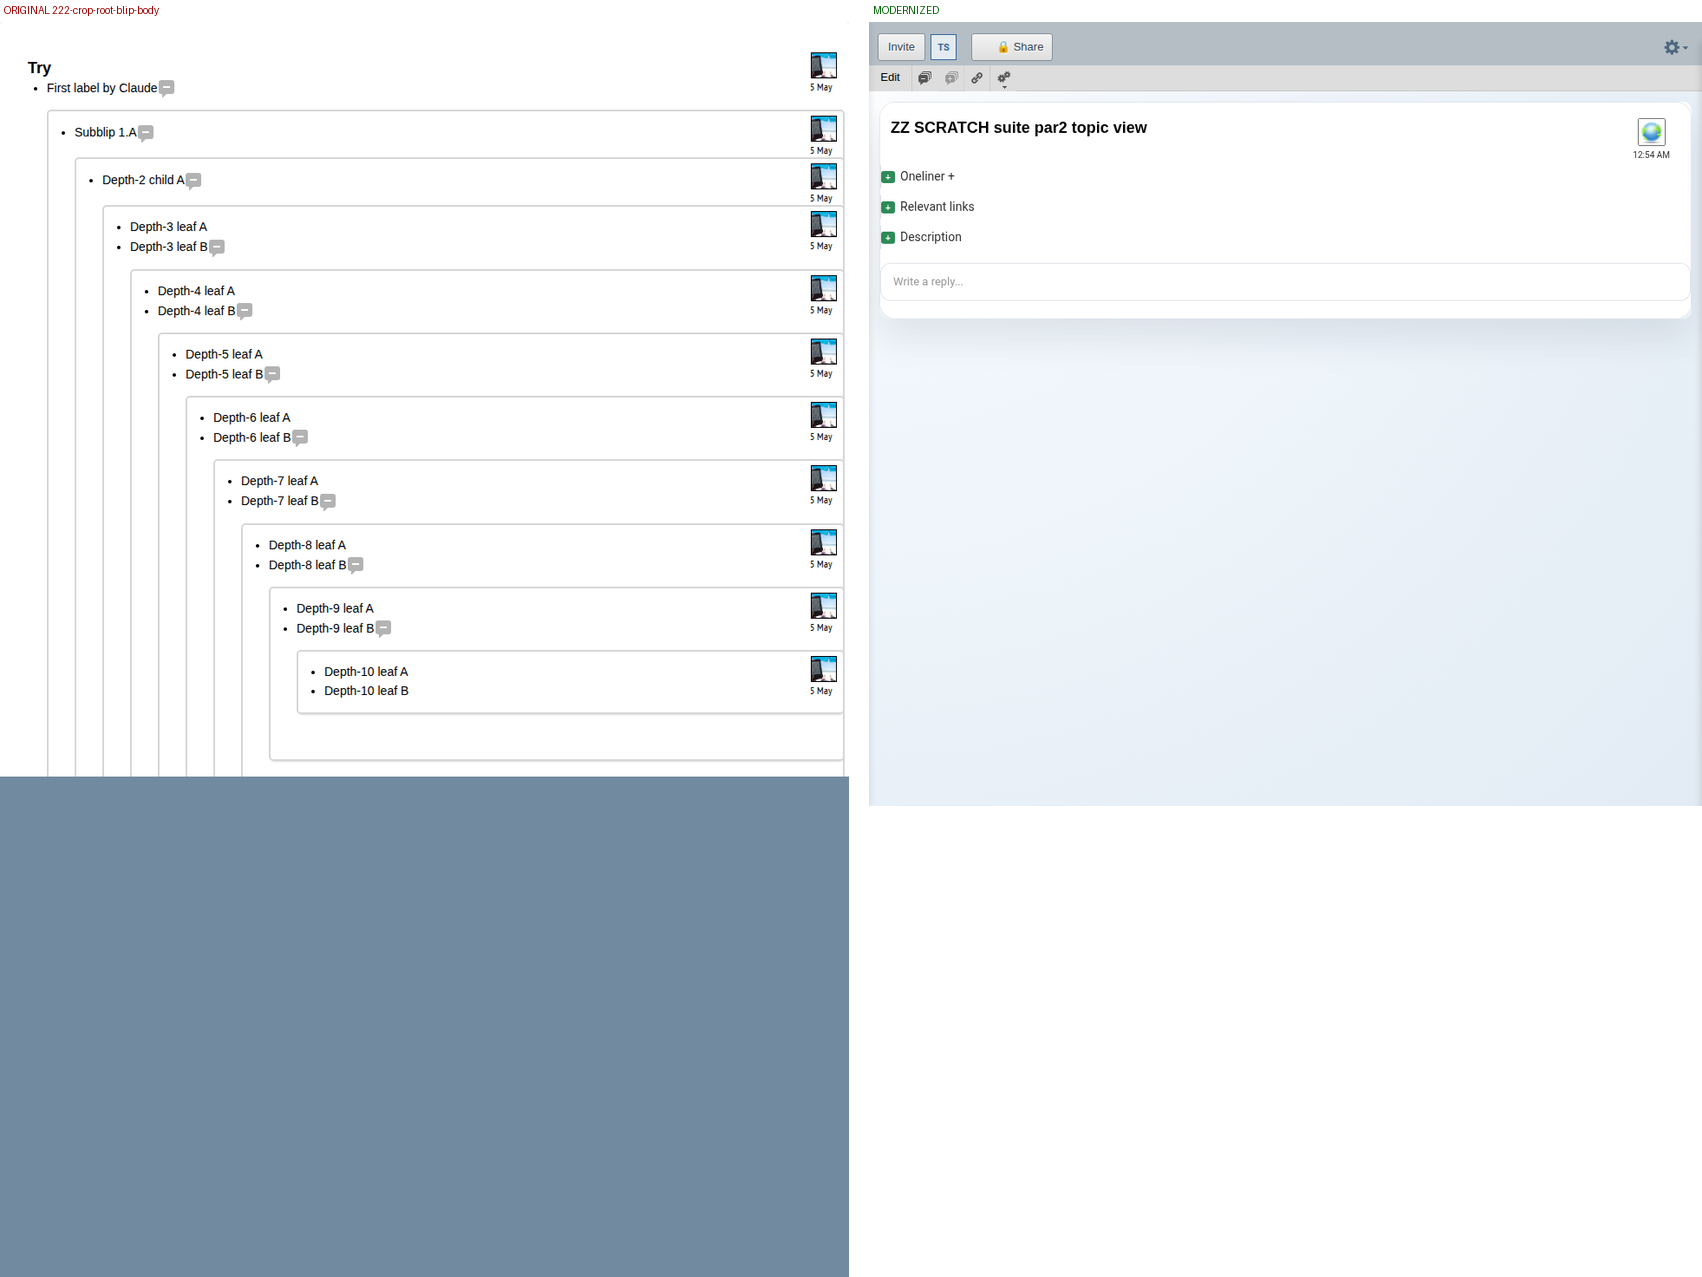 ORIGINAL 222-crop-root-blip-body
Try
5 May
First label by Claude
Subblip 1.A
5 May
Depth-2 child A
5 May
Depth-3 leaf A
Depth-3 leaf B
5 May
Depth-4 leaf A
Depth-4 leaf B
5 May
Depth-5 leaf A
Depth-5 leaf B
5 May
Depth-6 leaf A
Depth-6 leaf B
5 May
Depth-7 leaf A
Depth-7 leaf B
5 May
Depth-8 leaf A
Depth-8 leaf B
5 May
Depth-9 leaf A
Depth-9 leaf B
5 May
Depth-10 leaf A
Depth-10 leaf B
5 May
MODERNIZED
Invite TS Share
Edit
ZZ SCRATCH suite par2 topic view
12:54 AM
Oneliner +
Relevant links
Description
Write a reply...